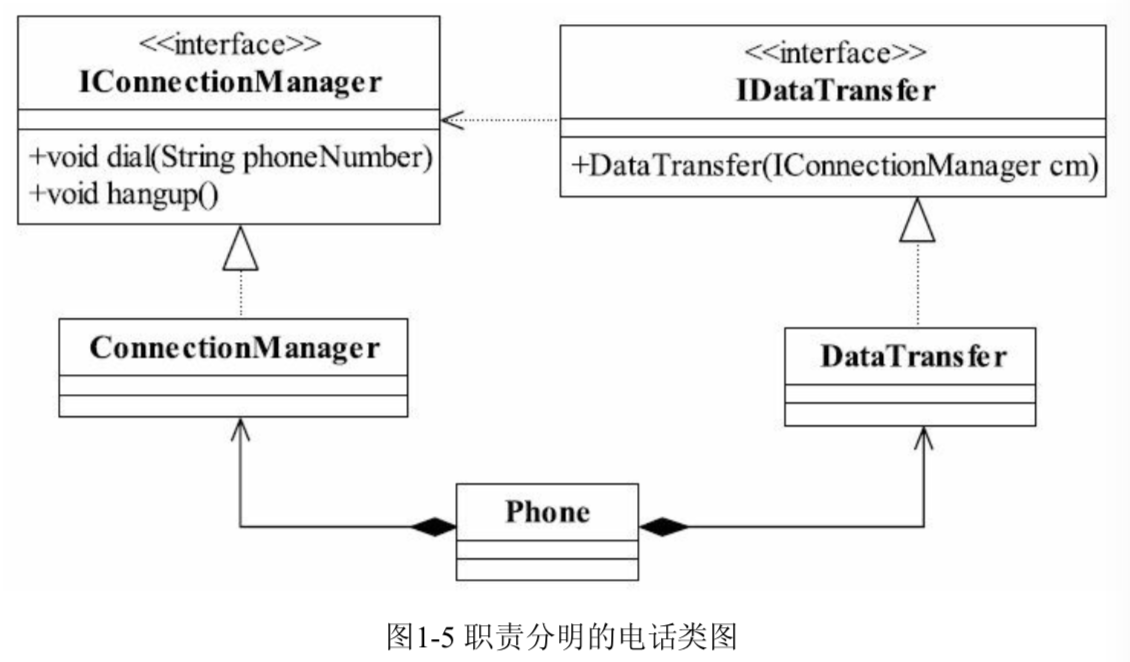 <<interface>>
IConnectionManager
+void dial(String phoneNumber)
+void hangup()
<<interface>>
IDataTransfer
+DataTransfer(IConnectionManager cm)
ConnectionManager
DataTransfer
Phone
图1-5 职责分明的电话类图